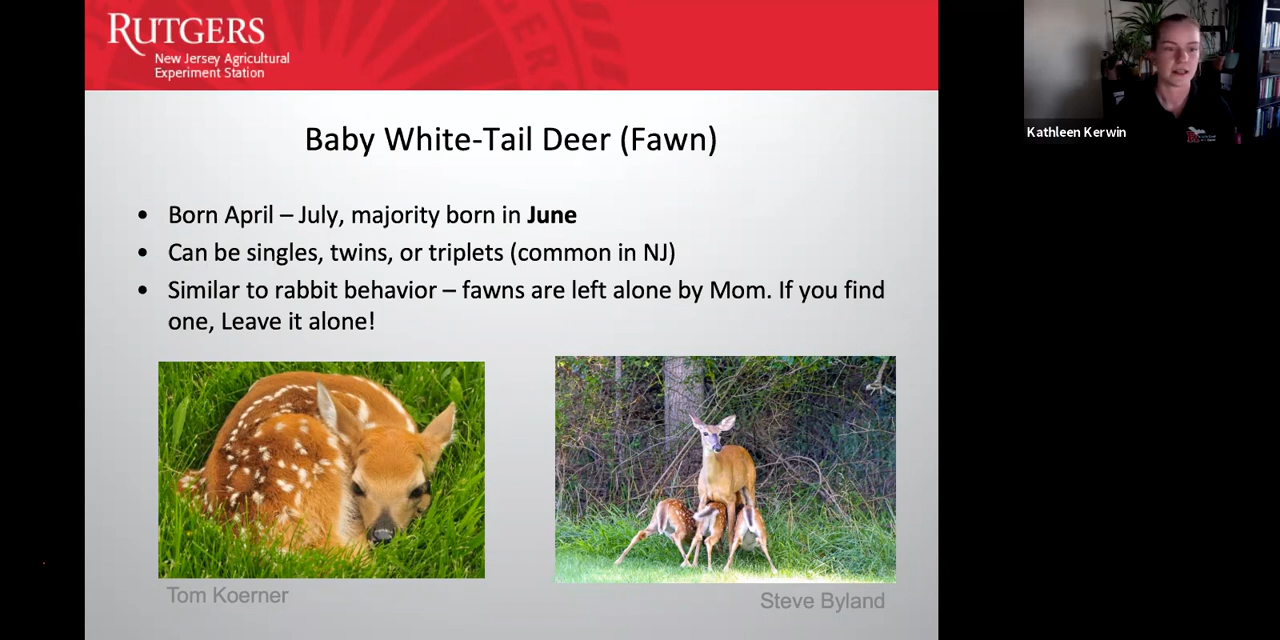 RUTGERS
New Jersey Agricultural
Experiment Station
Kathleen Kerwin
Baby White-Tail Deer (Fawn)
• Born April – July, majority born in June
• Can be singles, twins, or triplets (common in NJ)
• Similar to rabbit behavior – fawns are left alone by Mom. If you find
one, Leave it alone!
Tom Koerner
Steve Byland